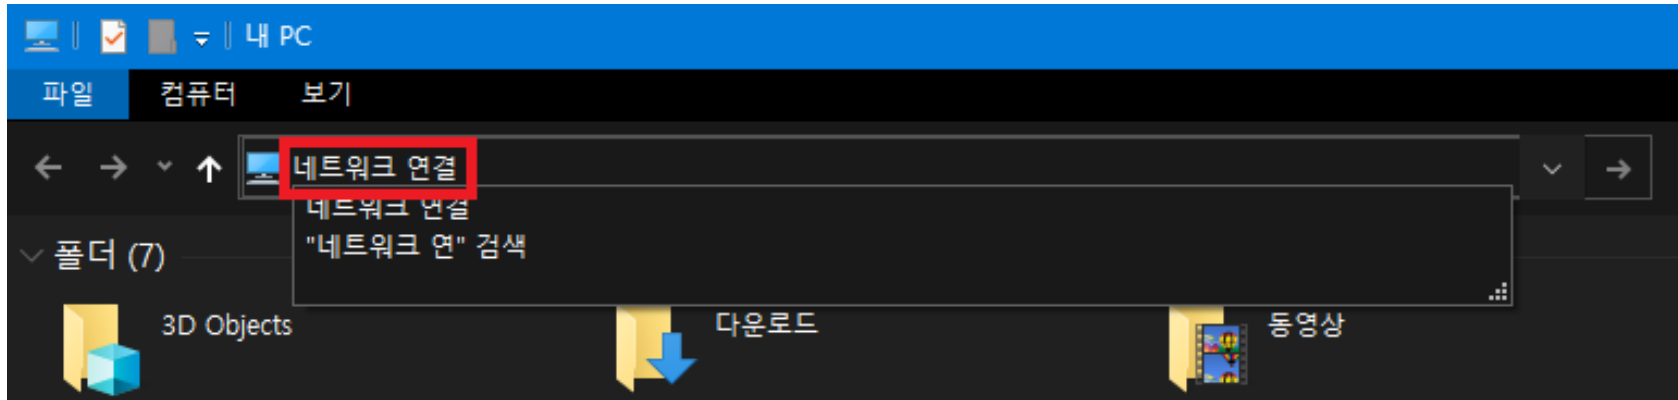 내 PC
파일 컴퓨터 보기
네트워크 연결
네트워크 연결
"네트워크 연" 검색
폴더 (7)
3D Objects 다운로드 동영상